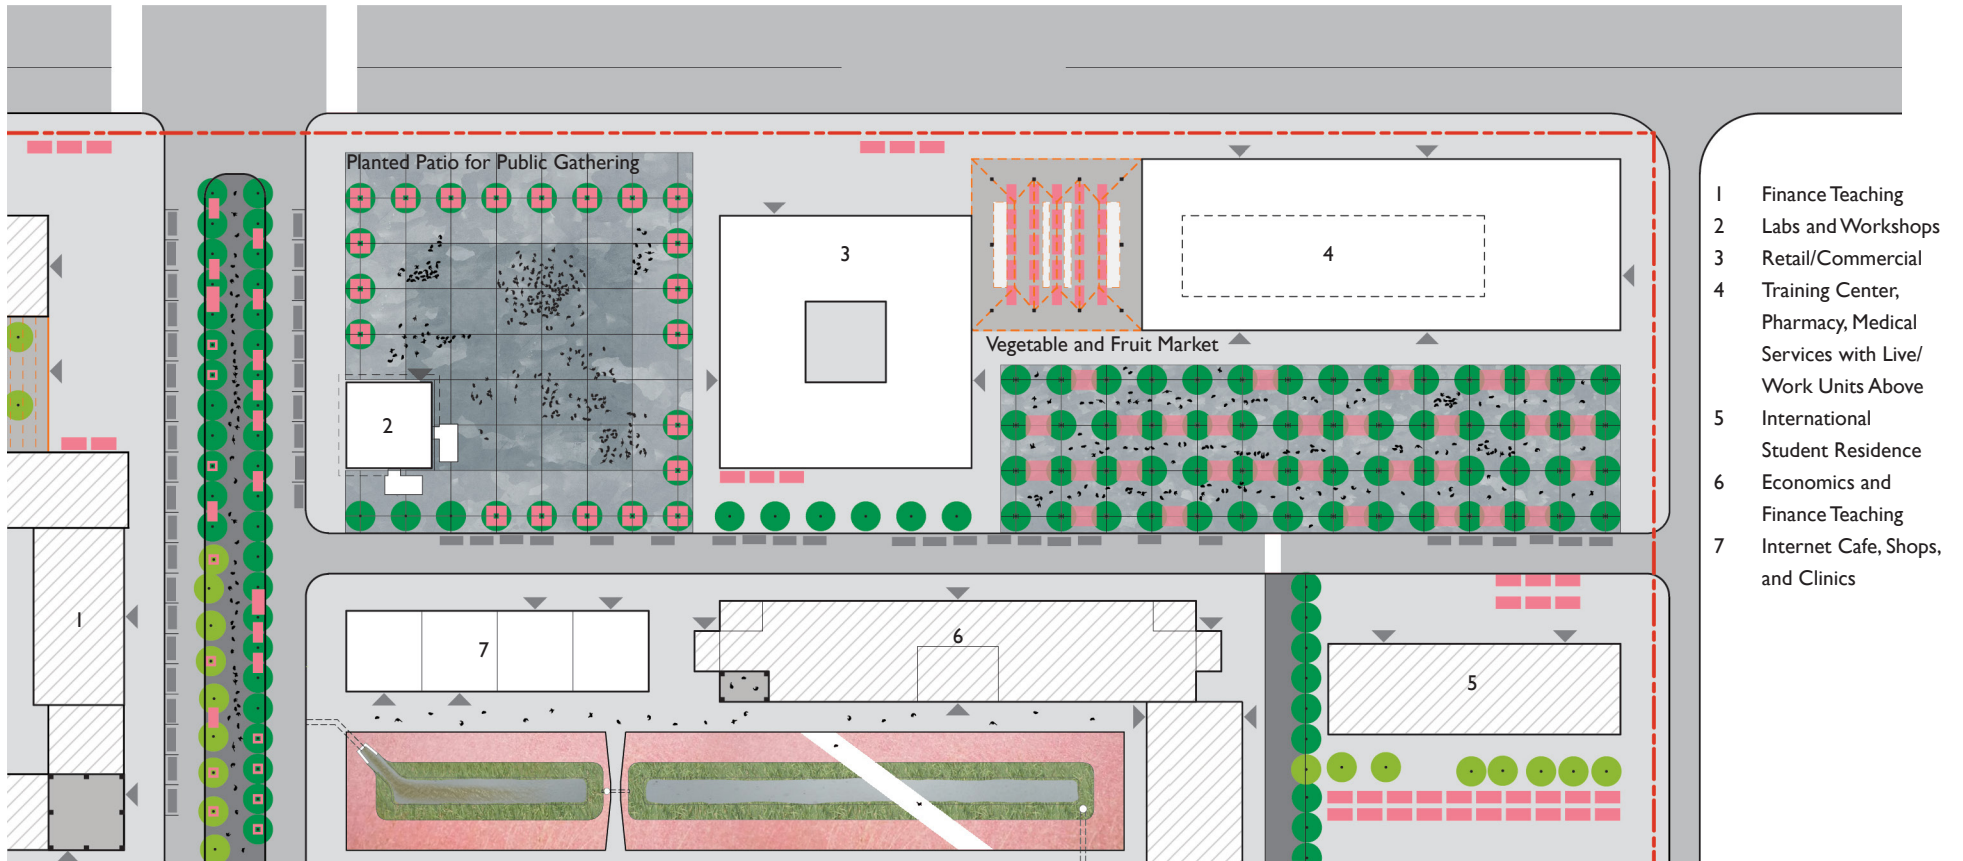 Planted Patio for Public Gathering
3
4
Vegetable and Fruit Market
2
1
7
6
5
1 Finance Teaching
2 Labs and Workshops
3 Retail/Commercial
4 Training Center,
Pharmacy, Medical
Services with Live/
Work Units Above
5 International
Student Residence
6 Economics and
Finance Teaching
7 Internet Cafe, Shops,
and Clinics